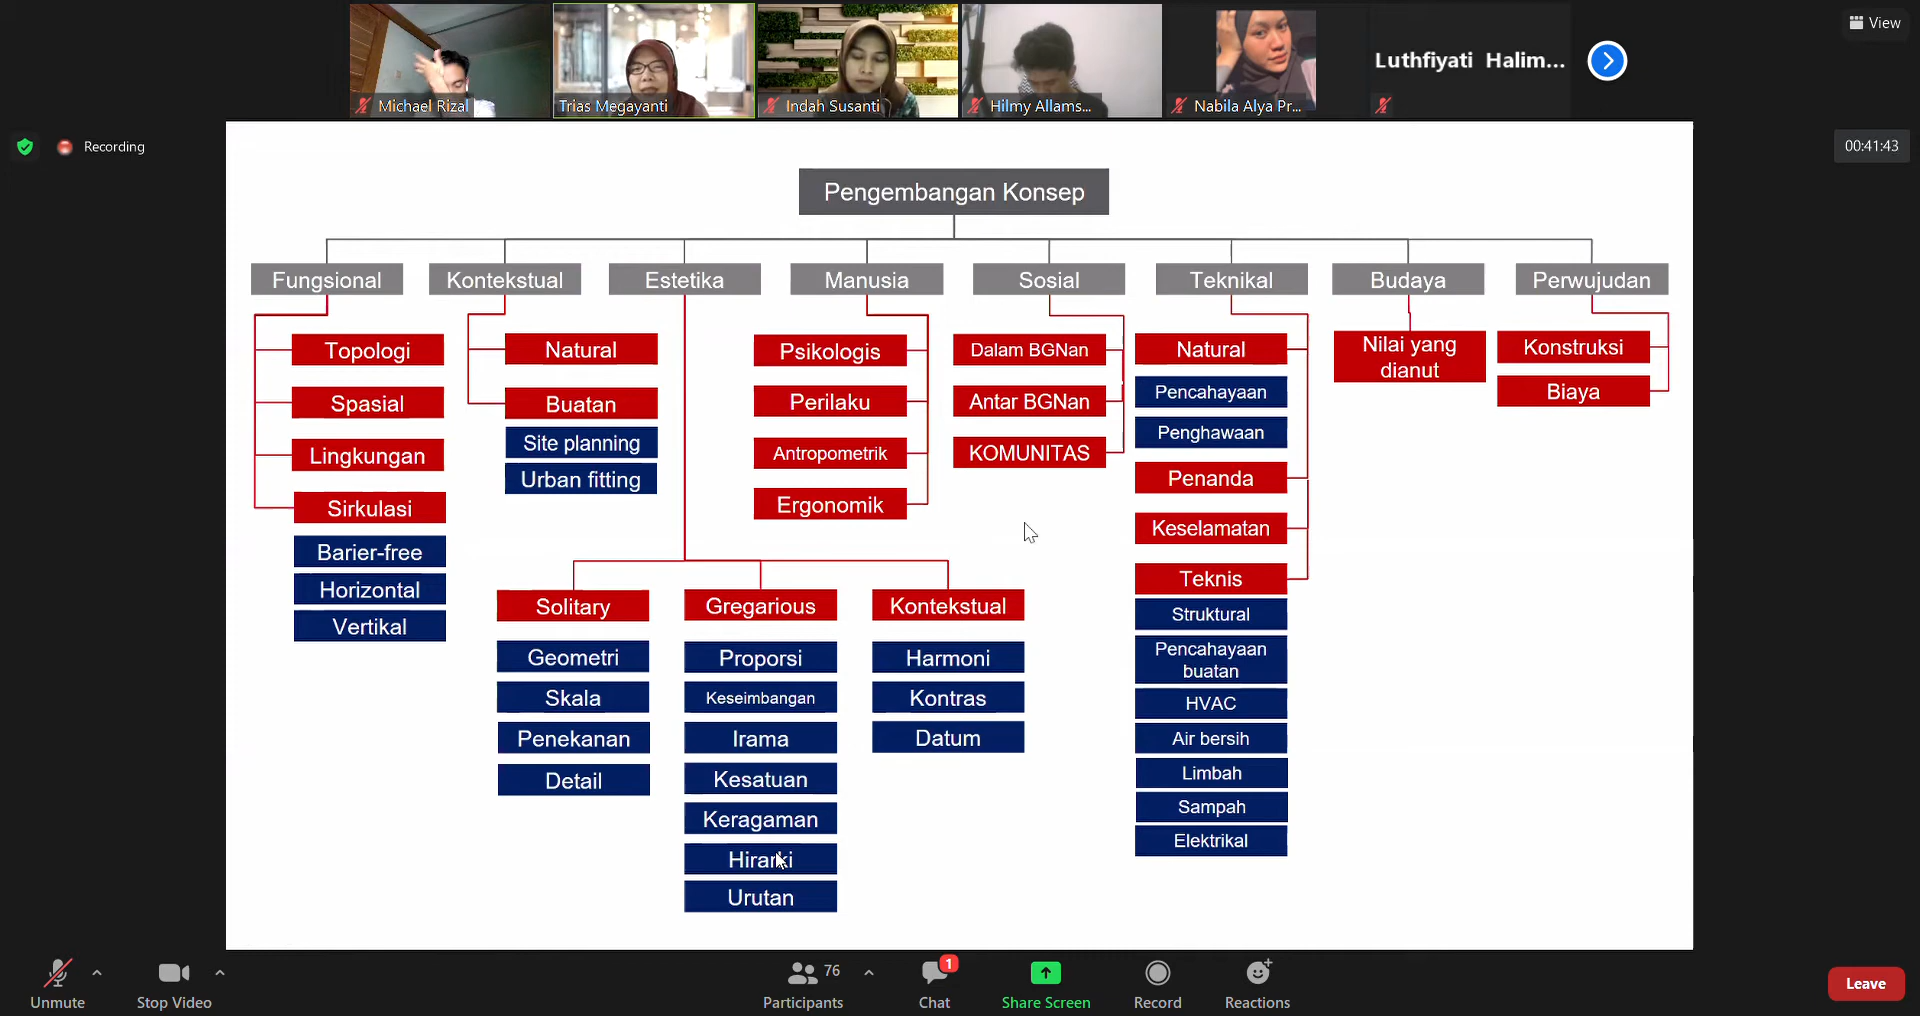 Michael Rizal
Trias Megayanti
Indah Susanti
Hilmy Allams...
Nabila Alya Pr...
Luthfiyati Halim...
View
Recording
00:41:43
Pengembangan Konsep
Fungsional
Kontekstual
Estetika
Manusia
Sosial
Teknikal
Budaya
Perwujudan
Topologi
Spasial
Lingkungan
Sirkulasi
Barier-free
Horizontal
Vertikal
Natural
Buatan
Site planning
Urban fitting
Solitary
Geometri
Skala
Penekanan
Detail
Gregarious
Proporsi
Keseimbangan
Irama
Kesatuan
Keragaman
Hirarki
Urutan
Kontekstual
Harmoni
Kontras
Datum
Psikologis
Perilaku
Antropometrik
Ergonomik
Dalam BGNan
Antar BGNan
KOMUNITAS
Natural
Pencahayaan
Penghawaan
Penanda
Keselamatan
Teknis
Struktural
Pencahayaan
buatan
HVAC
Air bersih
Limbah
Sampah
Elektrikal
Nilai yang
dianut
Konstruksi
Biaya
Unmute
Stop Video
76
Participants
1
Chat
Share Screen
Record
Reactions
Leave